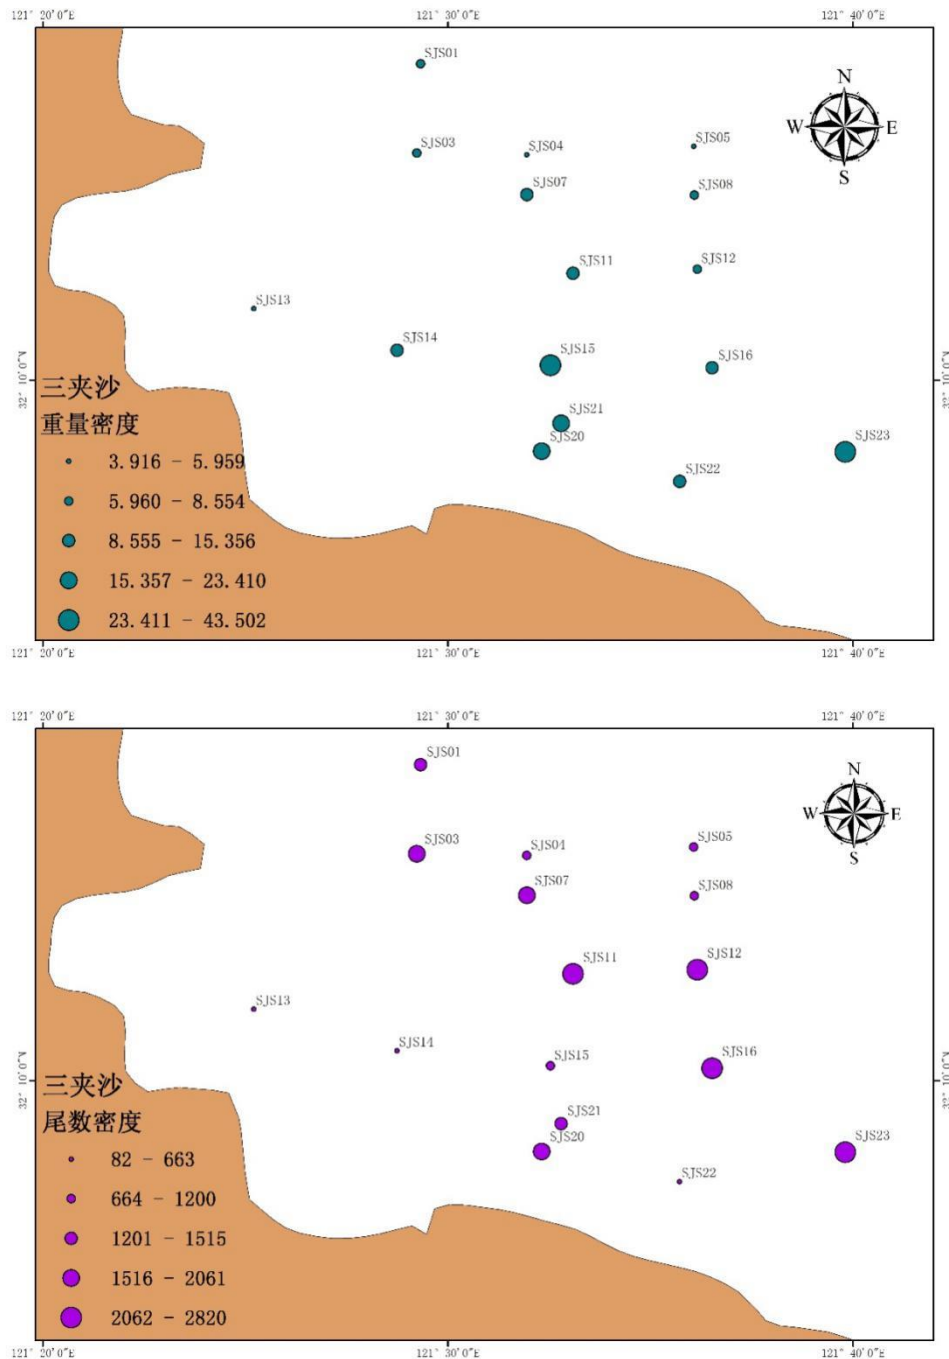 121° 20′0″E 121° 30′0″E 121° 40′0″E
SJS01
N
W E
S
SJS03 SJS04 SJS05
SJS07 SJS08
SJS11 SJS12
SJS13
SJS14 SJS15 SJS16
32° 10′0″N 32° 10′0″N
三夹沙
重量密度
SJS21
SJS20 SJS23
SJS22
3.916 - 5.959
5.960 - 8.554
8.555 - 15.356
15.357 - 23.410
23.411 - 43.502
121° 20′0″E 121° 30′0″E 121° 40′0″E
121° 20′0″E 121° 30′0″E 121° 40′0″E
SJS01
N
W E
S
SJS03 SJS04 SJS05
SJS07 SJS08
SJS11 SJS12
SJS13
SJS14 SJS15 SJS16
32° 10′0″N 32° 10′0″N
三夹沙
尾数密度
SJS21
SJS20 SJS23
SJS22
82 - 663
664 - 1200
1201 - 1515
1516 - 2061
2062 - 2820
121° 20′0″E 121° 30′0″E 121° 40′0″E